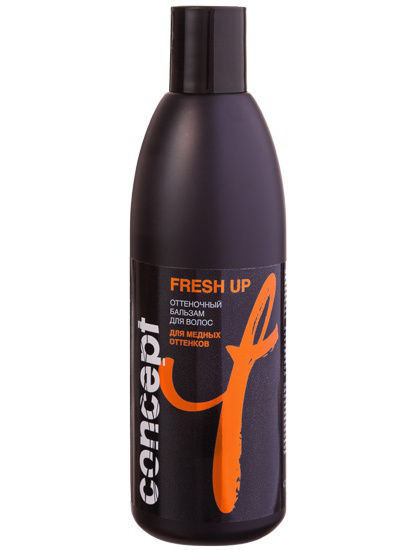 FRESH UP
ОТТЕНОЧНЫЙ
БАЛЬЗАМ
ДЛЯ ВОЛОС
ДЛЯ МЕДНЫХ
ОТТЕНКОВ
concept